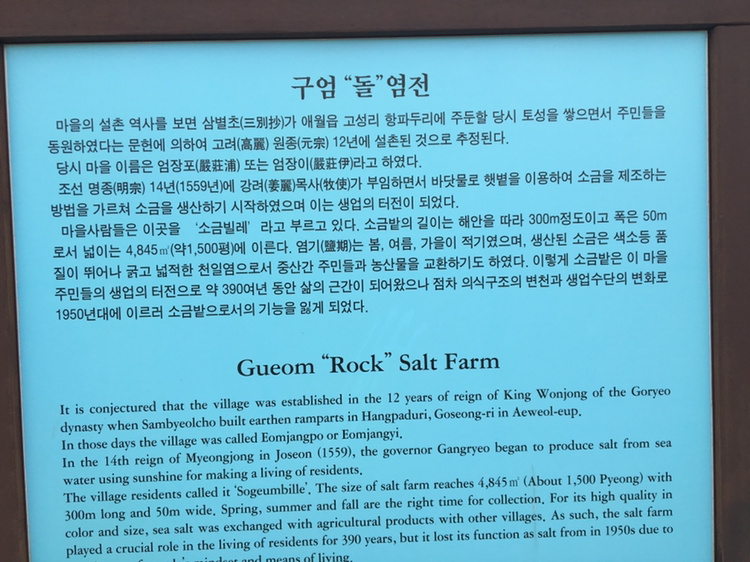 구엄 “돌”염전
마을의 설촌 역사를 보면 삼별초(三別抄)가 애월읍 고성리 항파두리에 주둔할 당시 토성을 쌓으면서 주민들을
동원하였다는 문헌에 의하여 고려(高麗) 원종(元宗) 12년에 설촌된 것으로 추정된다.
당시 마을 이름은 엄장포(嚴莊浦) 또는 엄장이(嚴莊伊)라고 하였다.
조선 명종(明宗) 14년(1559년)에 강려(姜麗)목사(牧使)가 부임하면서 바닷물로 햇볕을 이용하여 소금을 제조하는
방법을 가르쳐 소금을 생산하기 시작하였으며 이는 생업의 터전이 되었다.
마을사람들은 이곳을 ‘소금빌레’ 라고 부르고 있다. 소금밭의 길이는 해안을 따라 300m정도이고 폭은 50m
로서 넓이는 4,845㎡(약1,500평)에 이른다. 염기(鹽期)는 봄, 여름, 가을이 적기였으며, 생산된 소금은 색소등 품
질이 뛰어나 굵고 넓적한 천일염으로서 중산간 주민들과 농산물을 교환하기도 하였다. 이렇게 소금밭은 이 마을
주민들의 생업의 터전으로 약 390여년 동안 삶의 근간이 되어왔으나 점차 의식구조의 변천과 생업수단의 변화로
1950년대에 이르러 소금밭으로서의 기능을 잃게 되었다.
Gueom “Rock” Salt Farm
It is conjectured that the village was established in the 12 years of reign of King Wonjong of the Goryeo
dynasty when Sambyeolcho built earthen ramparts in Hangpaduri, Goseong-ri in Aeweol-eup.
In those days the village was called Eomjangpo or Eomjangyi.
In the 14th reign of Myeongjong in Joseon (1559), the governor Gangryeo began to produce salt from sea
water using sunshine for making a living of residents.
The village residents called it ‘Sogeumbille’. The size of salt farm reaches 4,845㎡ (About 1,500 Pyeong) with
300m long and 50m wide. Spring, summer and fall are the right time for collection. For its high quality in
color and size, sea salt was exchanged with agricultural products with other villages. As such, the salt farm
played a crucial role in the living of residents for 390 years, but it lost its function as salt from in 1950s due to
mindset and means of living.